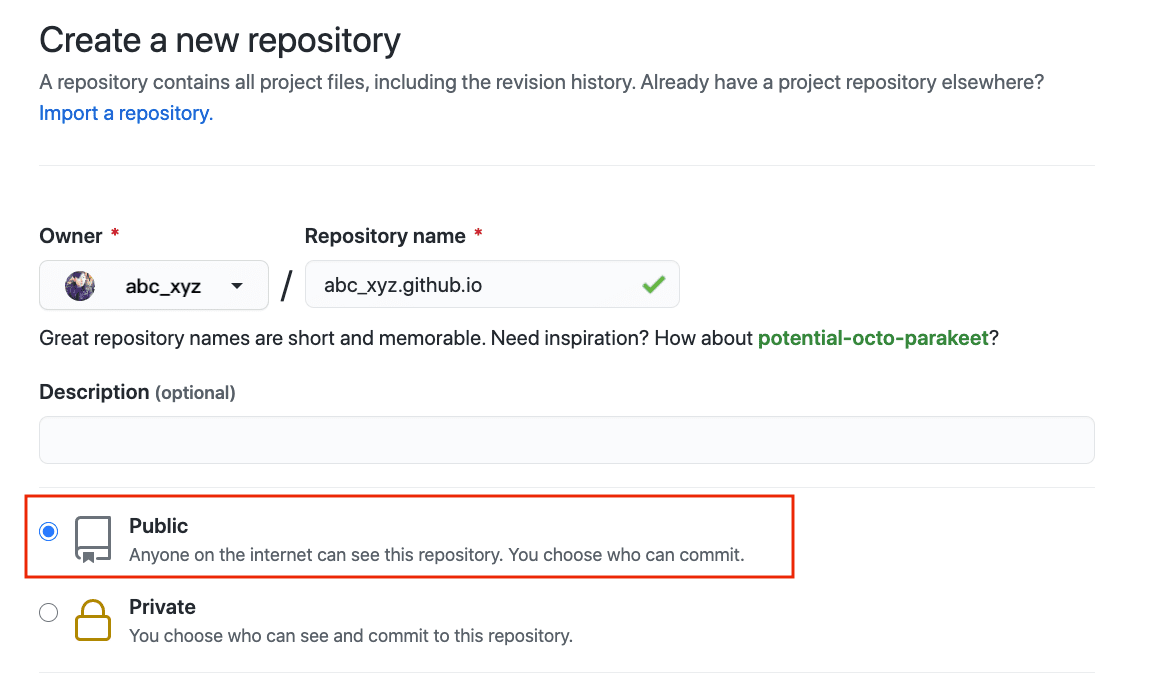 Create a new repository
A repository contains all project files, including the revision history. Already have a project repository elsewhere?
Import a repository.
Owner * Repository name *
abc_xyz / abc_xyz.github.io
Great repository names are short and memorable. Need inspiration? How about potential-octo-parakeet?
Description (optional)
Public
Anyone on the internet can see this repository. You choose who can commit.
Private
You choose who can see and commit to this repository.